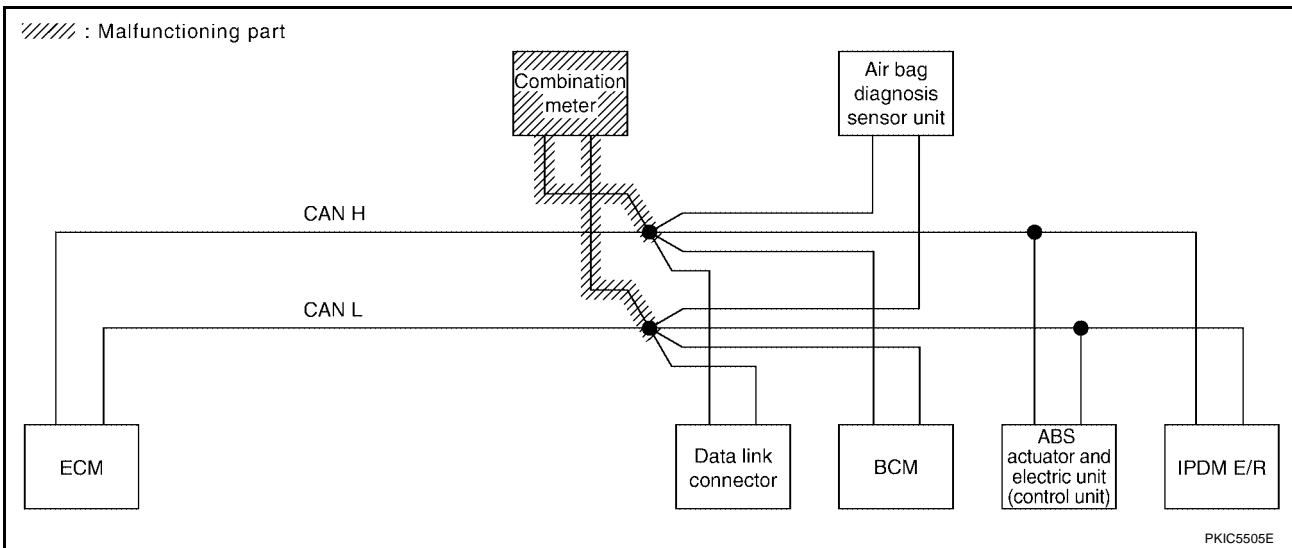 : Malfunctioning part
Combination
meter
Air bag
diagnosis
sensor unit
CAN H
CAN L
ECM
Data link
connector
BCM
ABS
actuator and
electric unit
(control unit)
IPDM E/R
PKIC5505E